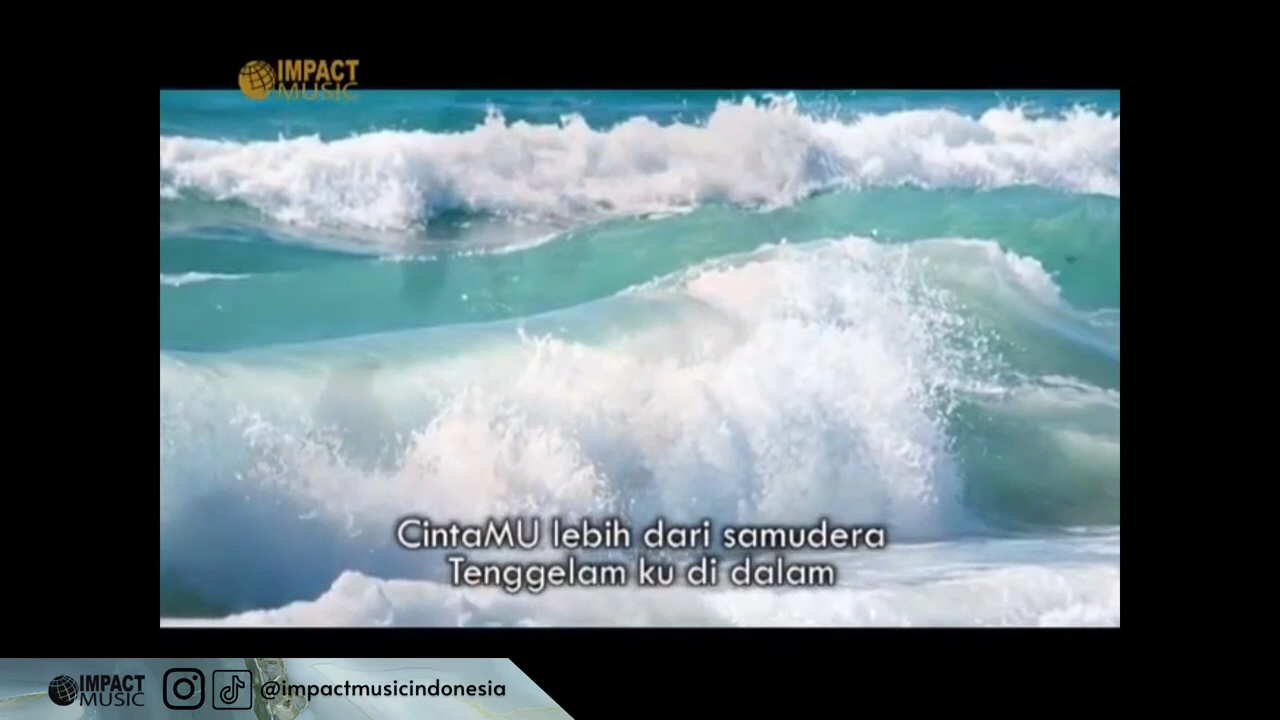 IMPACT
MUSIC
CintaMU lebih dari samudera
Tenggelam ku di dalam
IMPACT
MUSIC
@impactmusicindonesia